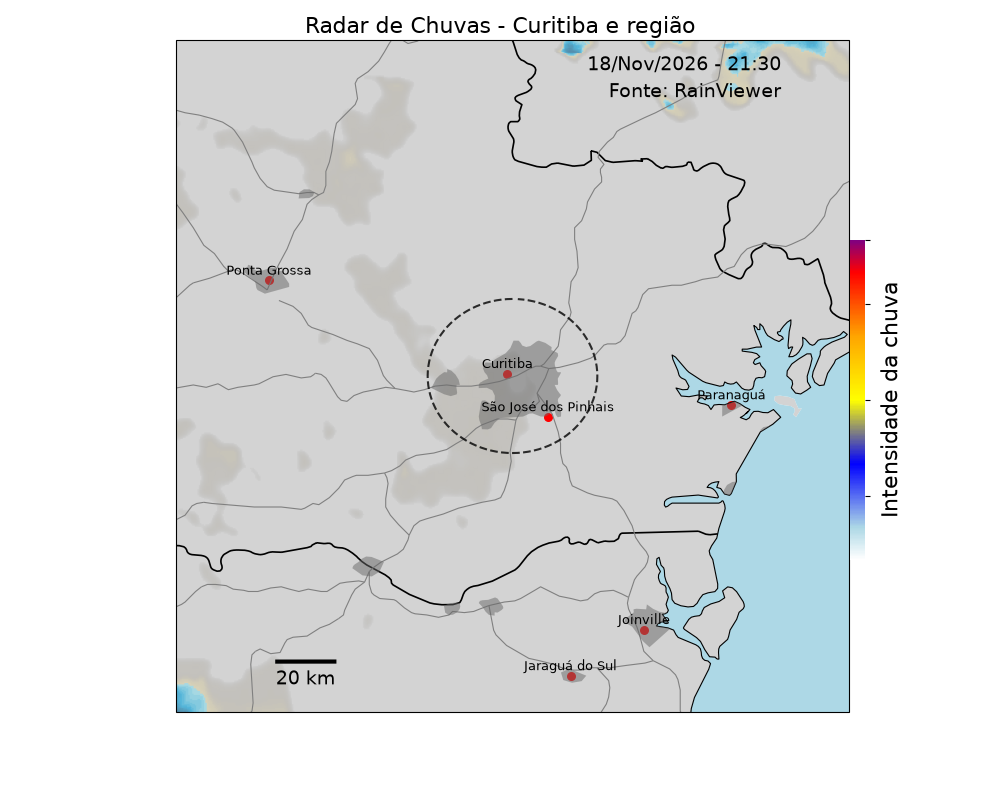 Radar de Chuvas - Curitiba e região
18/Nov/2026 - 21:30
Fonte: RainViewer
Ponta Grossa
Curitiba
São José dos Pinhais
Paranaguá
Intensidade da chuva
Joinville
Jaraguá do Sul
20 km